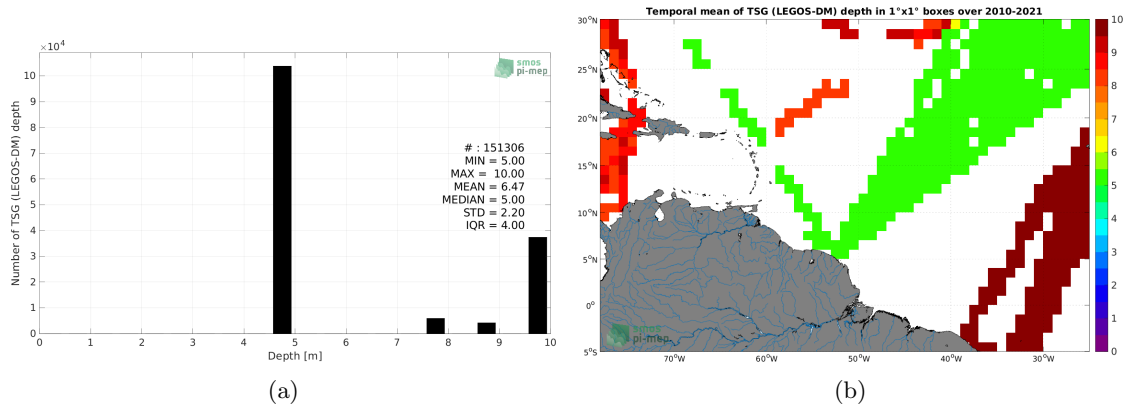 ×10⁴
10
9
8
7
6
5
4
3
2
1
0
Number of TSG (LEGOS-DM) depth
smos
pi-mep
# : 151306
MIN = 5.00
MAX = 10.00
MEAN = 6.47
MEDIAN = 5.00
STD = 2.20
IQR = 4.00
0 1 2 3 4 5 6 7 8 9 10
Depth [m]
(a)
Temporal mean of TSG (LEGOS-DM) depth in 1°x1° boxes over 2010-2021
30°N
25°N
20°N
15°N
10°N
5°N
0°
5°S
smos
pi-mep
70°W 60°W 50°W 40°W 30°W
10
9
8
7
6
5
4
3
2
1
0
(b)